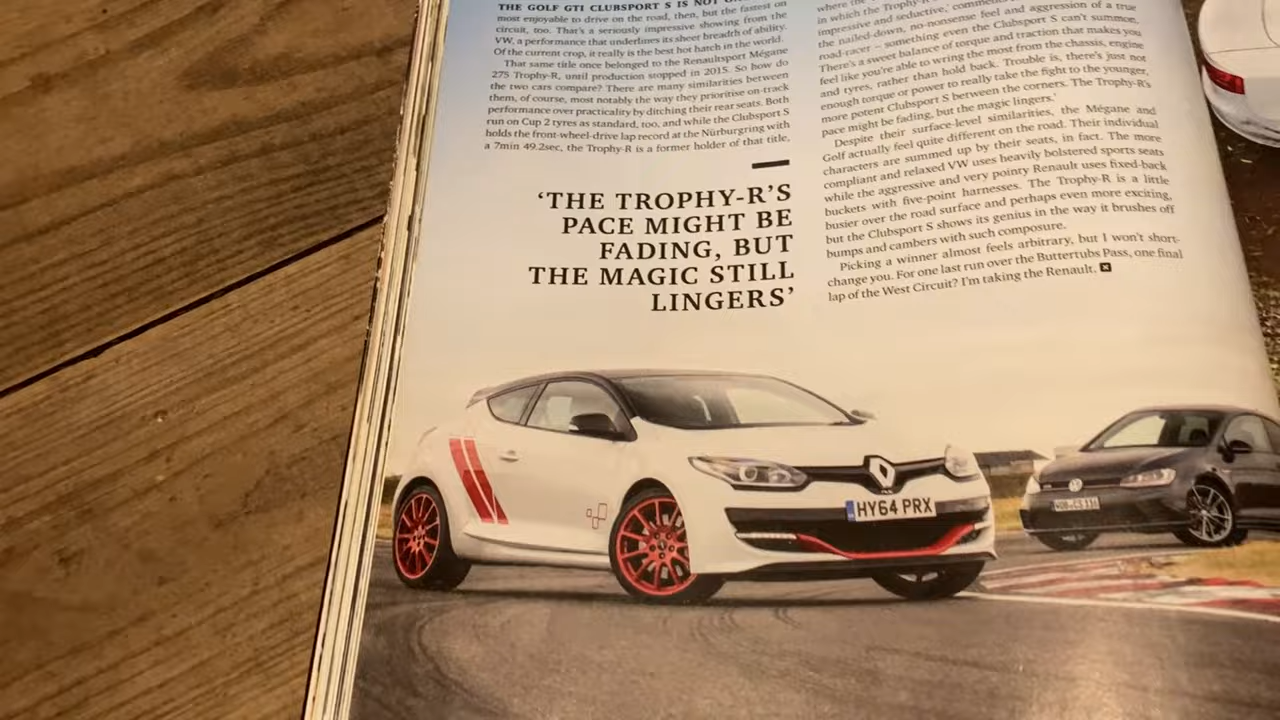 THE GOLF GTI CLUBSPORT S IS NOT
most enjoyable to drive on the road, then, but the fastest on
circuit, too. That's a seriously impressive showing from the
VW, a performance that underlines its sheer breadth of ability.
Of the current crop, it really is the best hot hatch in the world.
That same title once belonged to the Renaultsport Mégane
275 Trophy-R, until production stopped in 2015. So how do
the two cars compare? There are many similarities between
them, of course, most notably the way they prioritise on-track
performance over practicality by ditching their rear seats. Both
run on Cup 2 tyres as standard, too, and while the Clubsport S
holds the front-wheel-drive lap record at the Nürburgring with
a 7min 49.2sec, the Trophy-R is a former holder of that title,
'THE TROPHY-R'S
PACE MIGHT BE
FADING, BUT
THE MAGIC STILL
LINGERS'
where the
in which the Trophy-R
impressive and seductive,'
the nailed-down, no-nonsense feel and aggression of a true
road-racer – something even the Clubsport S can't summon.
There's a sweet balance of torque and traction that makes you
feel like you're able to wring the most from the chassis, engine
and tyres, rather than hold back. Trouble is, there's just not
enough torque or power to really take the fight to the younger,
more potent Clubsport S between the corners. The Trophy-R's
pace might be fading, but the magic lingers.'
Despite their surface-level similarities, the Mégane and
Golf actually feel quite different on the road. Their individual
characters are summed up by their seats, in fact. The more
compliant and relaxed VW uses heavily bolstered sports seats
while the aggressive and very pointy Renault uses fixed-back
buckets with five-point harnesses. The Trophy-R is a little
busier over the road surface and perhaps even more exciting,
but the Clubsport S shows its genius in the way it brushes off
bumps and cambers with such composure.
Picking a winner almost feels arbitrary, but I won't short-
change you. For one last run over the Buttertubs Pass, one final
lap of the West Circuit? I'm taking the Renault.
HY64 PRX